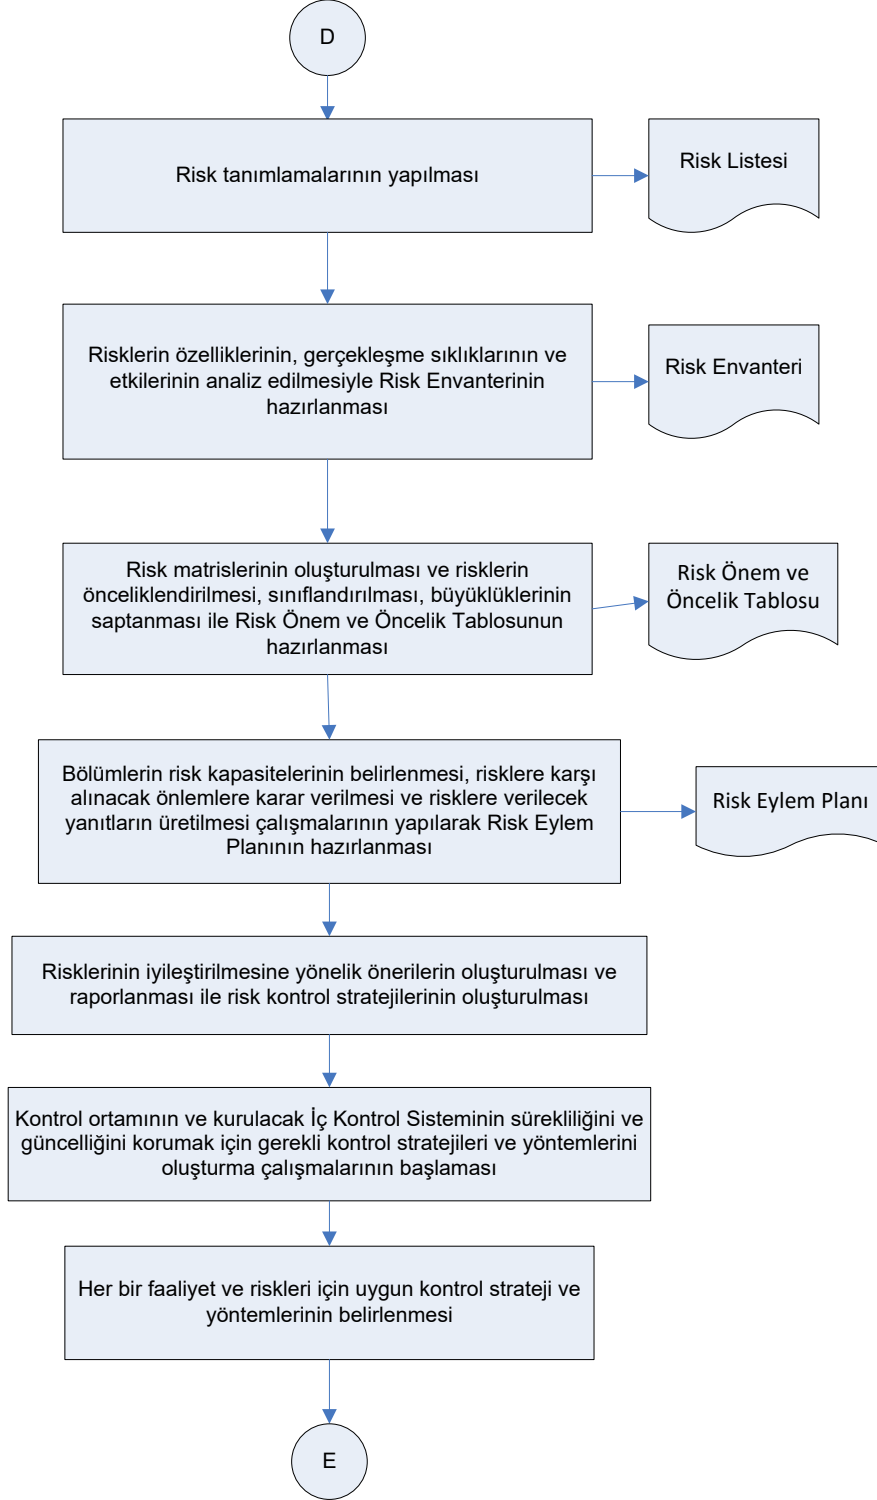 D
Risk tanımlamalarının yapılması
Risk Listesi
Risklerin özelliklerinin, gerçekleşme sıklıklarının ve
etkilerinin analiz edilmesiyle Risk Envanterinin
hazırlanması
Risk Envanteri
Risk matrislerinin oluşturulması ve risklerin
önceliklendirilmesi, sınıflandırılması, büyüklüklerinin
saptanması ile Risk Önem ve Öncelik Tablosunun
hazırlanması
Risk Önem ve
Öncelik Tablosu
Bölümlerin risk kapasitelerinin belirlenmesi, risklere karşı
alınacak önlemlere karar verilmesi ve risklere verilecek
yanıtların üretilmesi çalışmalarının yapılarak Risk Eylem
Planının hazırlanması
Risk Eylem Planı
Risklerinin iyileştirilmesine yönelik önerilerin oluşturulması ve
raporlanması ile risk kontrol stratejilerinin oluşturulması
Kontrol ortamının ve kurulacak İç Kontrol Sisteminin sürekliliğini ve
güncelliğini korumak için gerekli kontrol stratejileri ve yöntemlerini
oluşturma çalışmalarının başlaması
Her bir faaliyet ve riskleri için uygun kontrol strateji ve
yöntemlerinin belirlenmesi
E